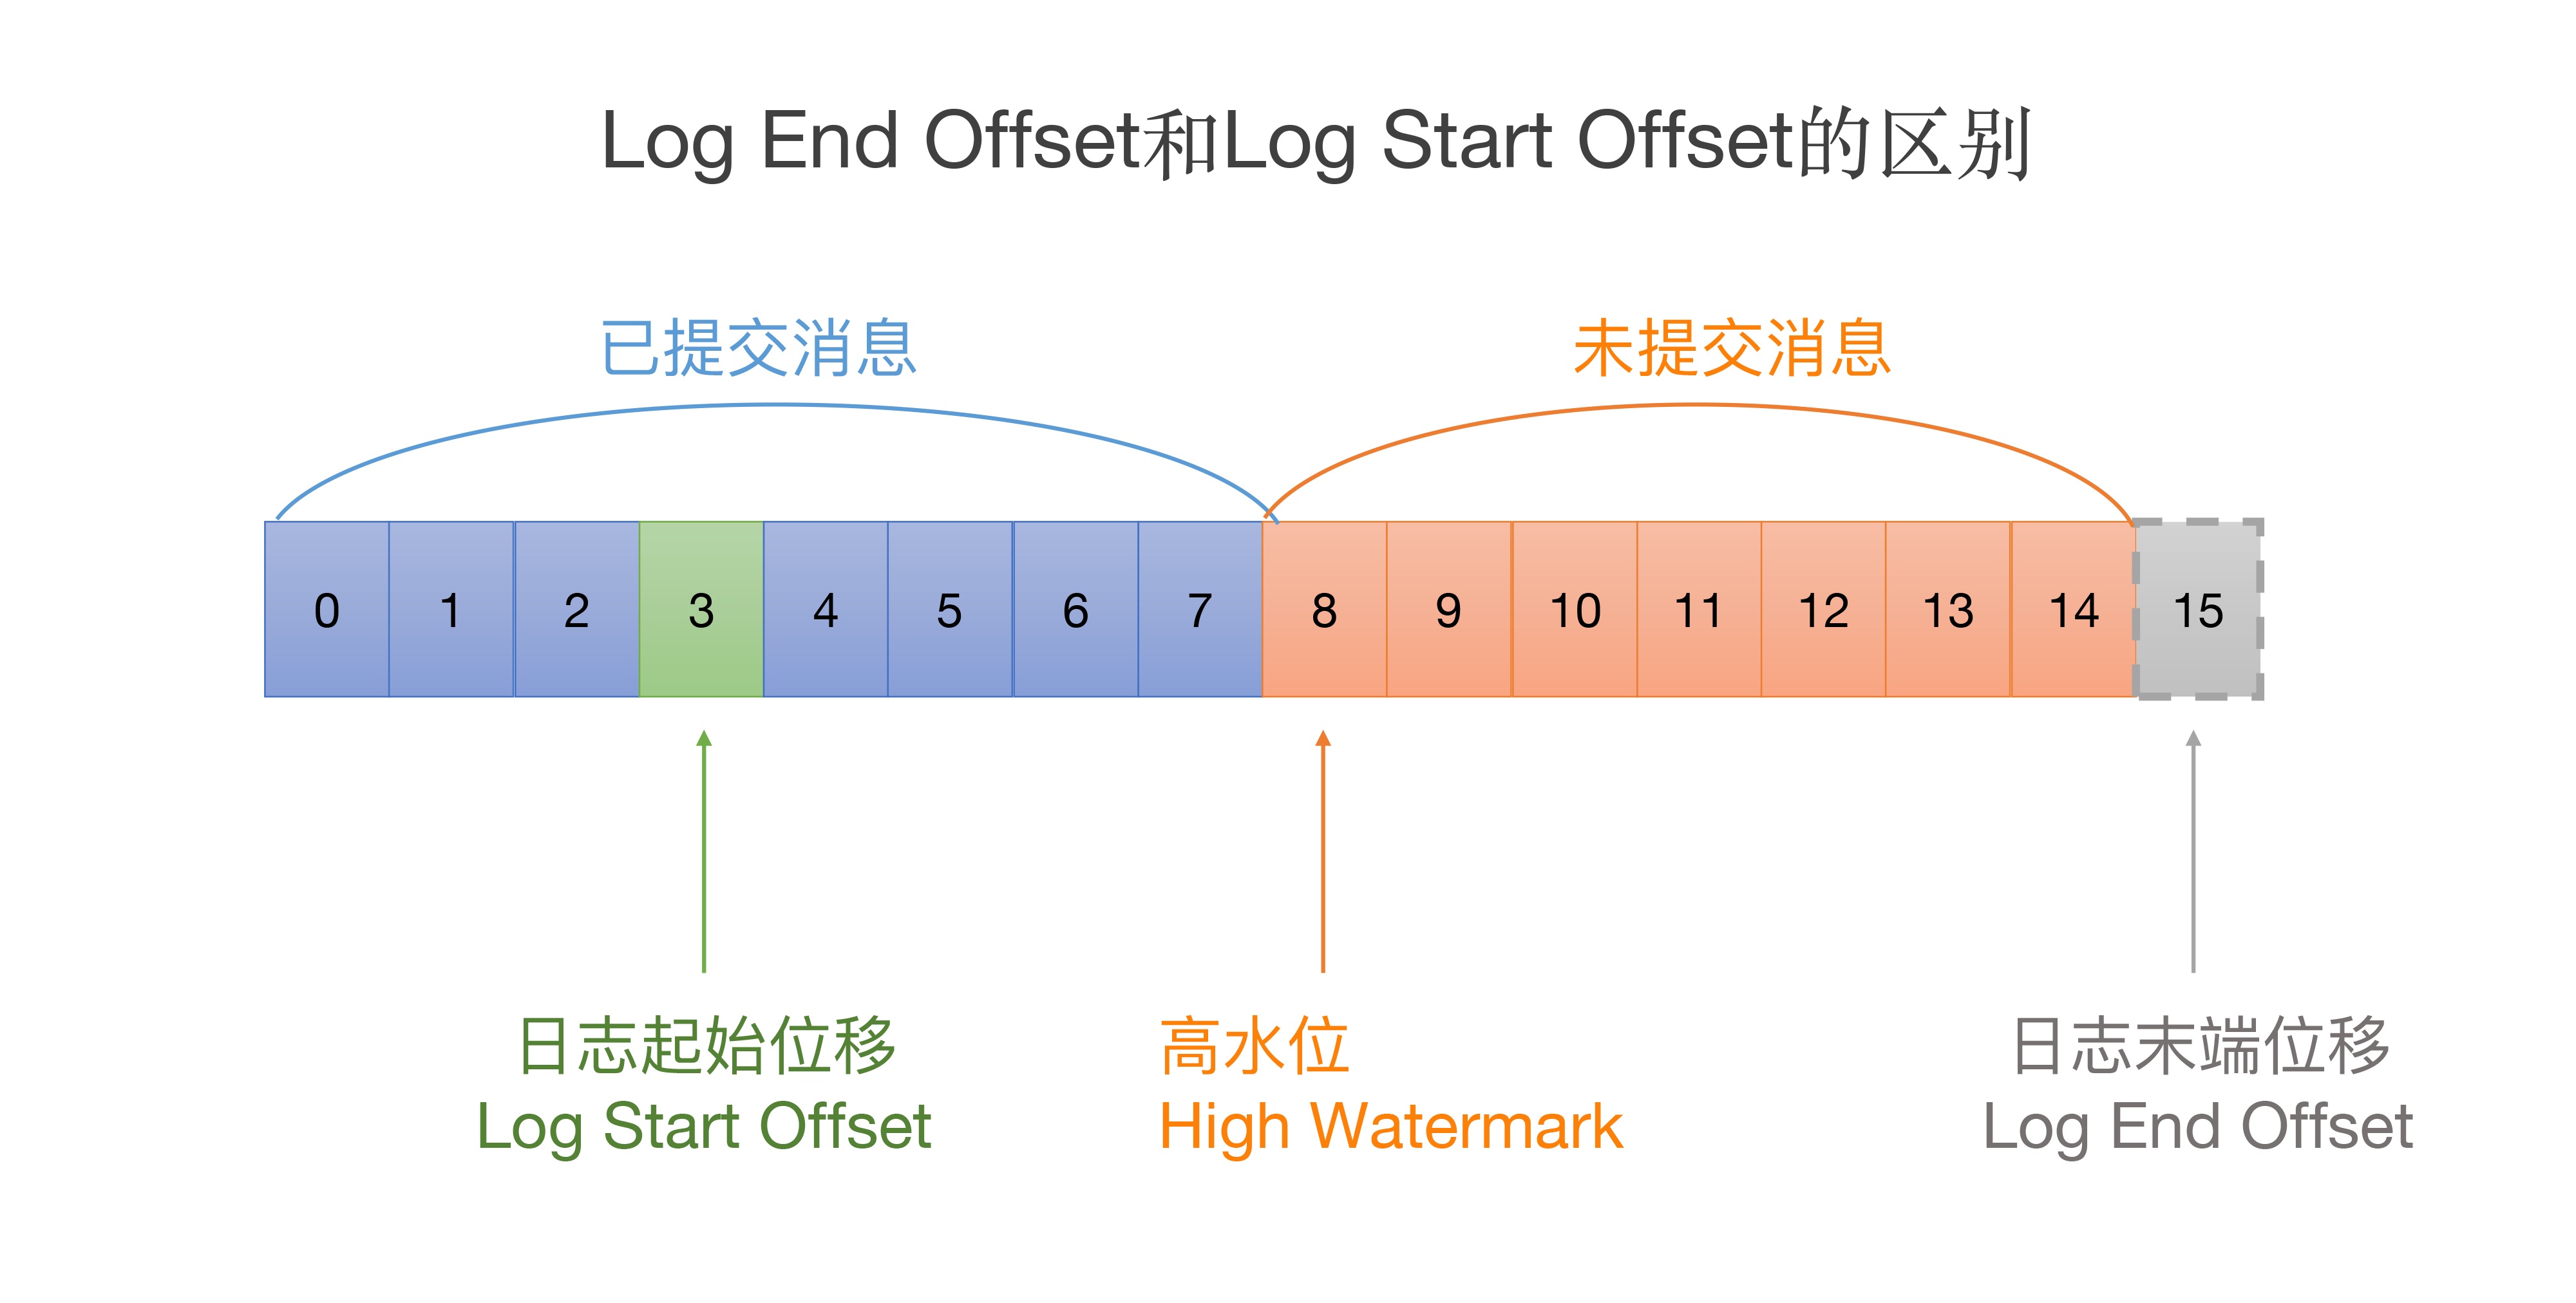 Log End Offset和Log Start Offset的区别
已提交消息
未提交消息
0 1 2 3 4 5 6 7 8 9 10 11 12 13 14 15
日志起始位移
Log Start Offset
高水位
High Watermark
日志末端位移
Log End Offset